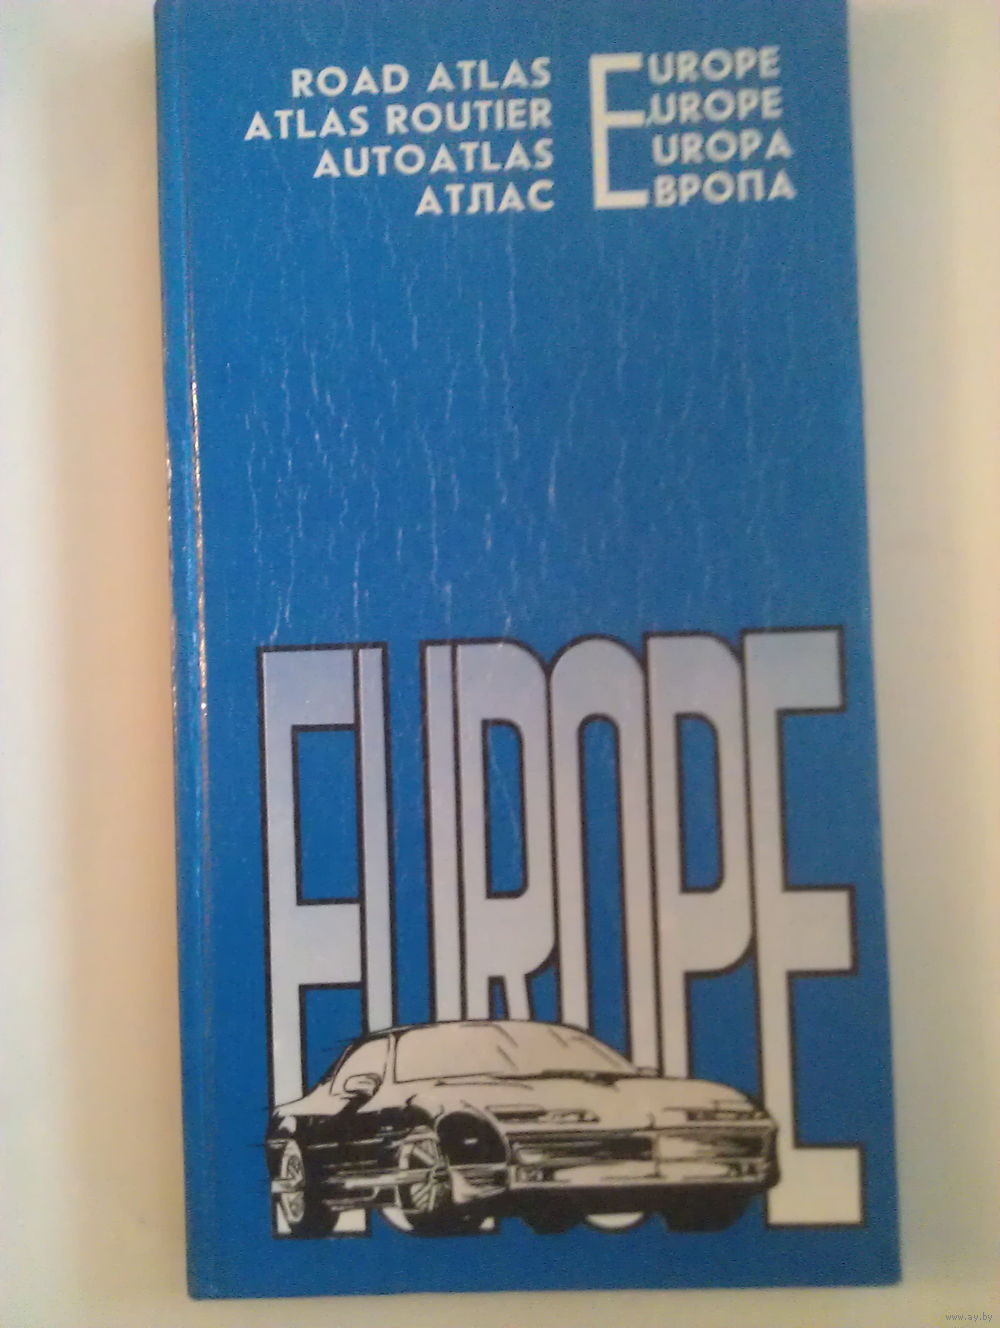 ROAD ATLAS EUROPE
ATLAS ROUTIER EUROPE
AUTOATLAS EUROPA
АТЛАС ЕВРОПА
EUROPE
www.ay.by